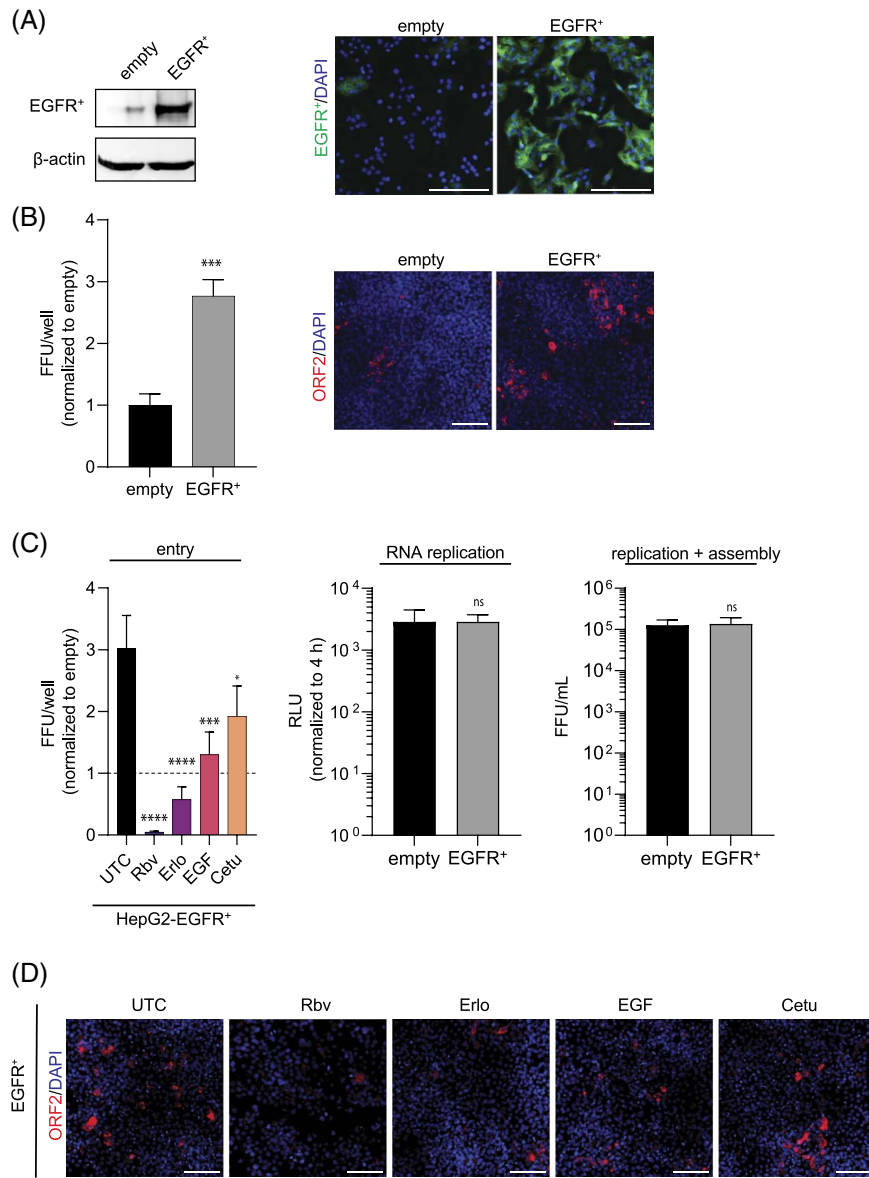 (A)
empty
EGFR⁺
EGFR⁺
β-actin
empty
EGFR⁺
EGFR⁺/DAPI
(B)
FFU/well
(normalized to empty)
4
3
2
1
0
***
empty
EGFR⁺
empty
EGFR⁺
ORF2/DAPI
(C)
entry
FFU/well
(normalized to empty)
4
3
2
1
0
****
****
***
*
UTC
Rbv
Erlo
EGF
Cetu
HepG2-EGFR⁺
RNA replication
RLU
(normalized to 4 h)
10⁴
10³
10²
10¹
10⁰
ns
empty
EGFR⁺
replication + assembly
FFU/mL
10⁶
10⁵
10⁴
10³
10²
10¹
10⁰
ns
empty
EGFR⁺
(D)
UTC
Rbv
Erlo
EGF
Cetu
EGFR⁺
ORF2/DAPI